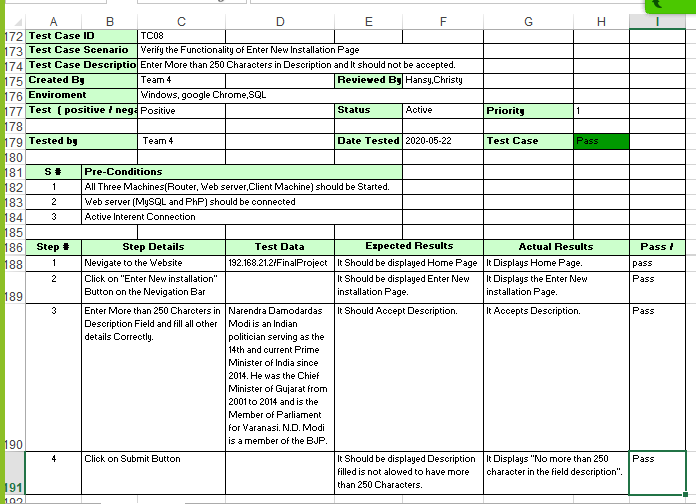 A B C D E F G H I
172 Test Case ID TC08
173 Test Case Scenario Verify the Functionality of Enter New Installation Page
174 Test Case Descriptio Enter More than 250 Characters in Description and It should not be accepted.
175 Created By Team 4 Reviewed By Hansy,Christy
176 Enviroment Windows, google Chrome,SQL
177 Test ( positive / nega Positive Status Active Priority 1
178
179 Tested by Team 4 Date Tested 2020-05-22 Test Case Pass
180
181 S # Pre-Conditions
182 1 All Three Machines(Router, Web server,Client Machine) should be Started.
183 2 Web server (MySQL and PhP) should be connected
184 3 Active Interent Connection
185
186 Step # Step Details Test Data Expected Results Actual Results Pass /
188 1 Nevigate to the Website 192.168.21.2/FinalProject It Should be displayed Home Page It Displays Home Page. pass
2 Click on "Enter New installation" It Should be displayed Enter New It Displays the Enter New Pass
Button on the Nevigation Bar installation Page. installation Page.
189
3 Enter More than 250 Charcters in Narendra Damodardas It Should Accept Description. It Accepts Description. Pass
Description Field and fill all other Modi is an Indian
details Correctly. politician serving as the
14th and current Prime
Minister of India since
2014. He was the Chief
Minister of Gujarat from
2001 to 2014 and is the
Member of Parliament
for Varanasi. N.D. Modi
190 is a member of the BJP.
4 Click on Submit Button It Should be displayed Description It Displays "No more than 250 Pass
filled is not alowed to have more character in the field description".
191 than 250 Characters.